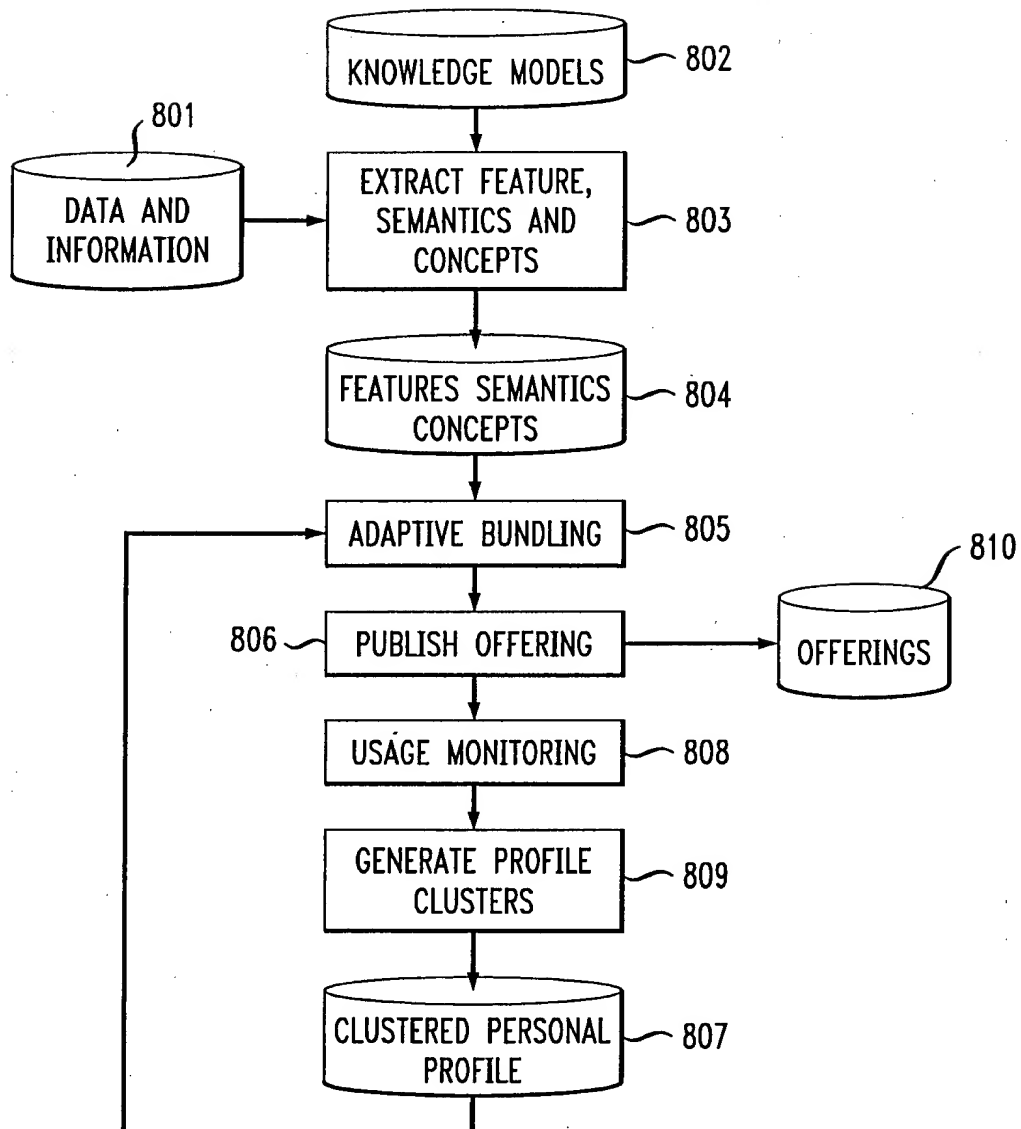 KNOWLEDGE MODELS
802
801
DATA AND
INFORMATION
EXTRACT FEATURE,
SEMANTICS AND
CONCEPTS
803
FEATURES SEMANTICS
CONCEPTS
804
ADAPTIVE BUNDLING
805
810
806
PUBLISH OFFERING
OFFERINGS
USAGE MONITORING
808
GENERATE PROFILE
CLUSTERS
809
CLUSTERED PERSONAL
PROFILE
807